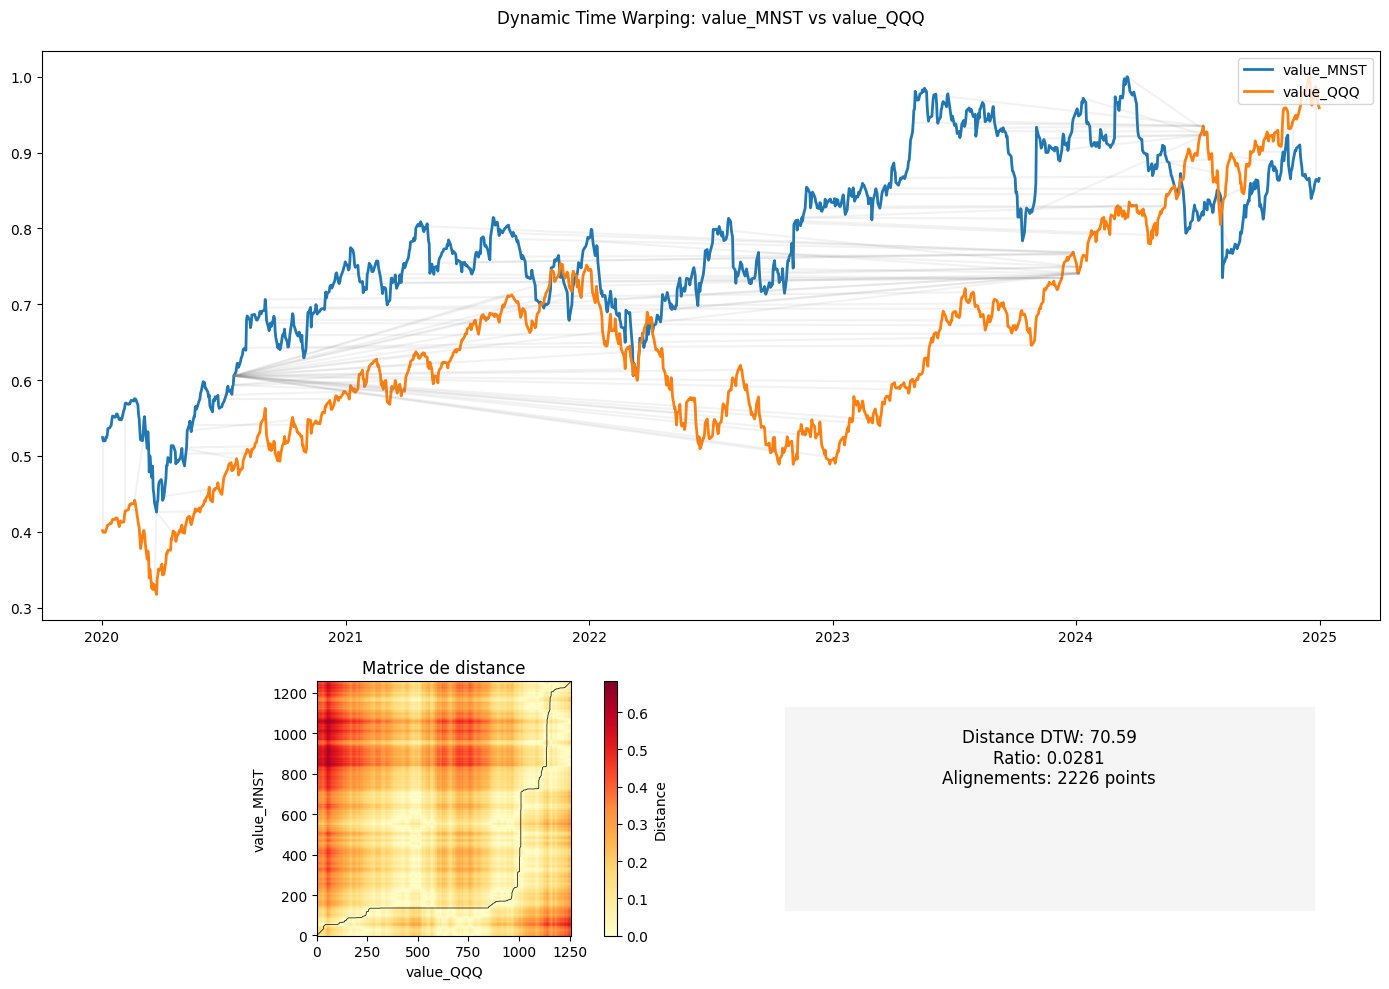 Dynamic Time Warping: value_MNST vs value_QQQ
value_MNST
value_QQQ
1.0
0.9
0.8
0.7
0.6
0.5
0.4
0.3
2020 2021 2022 2023 2024 2025
Matrice de distance
value_MNST
1200
1000
800
600
400
200
0
0 250 500 750 1000 1250
value_QQQ
0.6
0.5
0.4
0.3
0.2
0.1
0.0
Distance
Distance DTW: 70.59
Ratio: 0.0281
Alignements: 2226 points